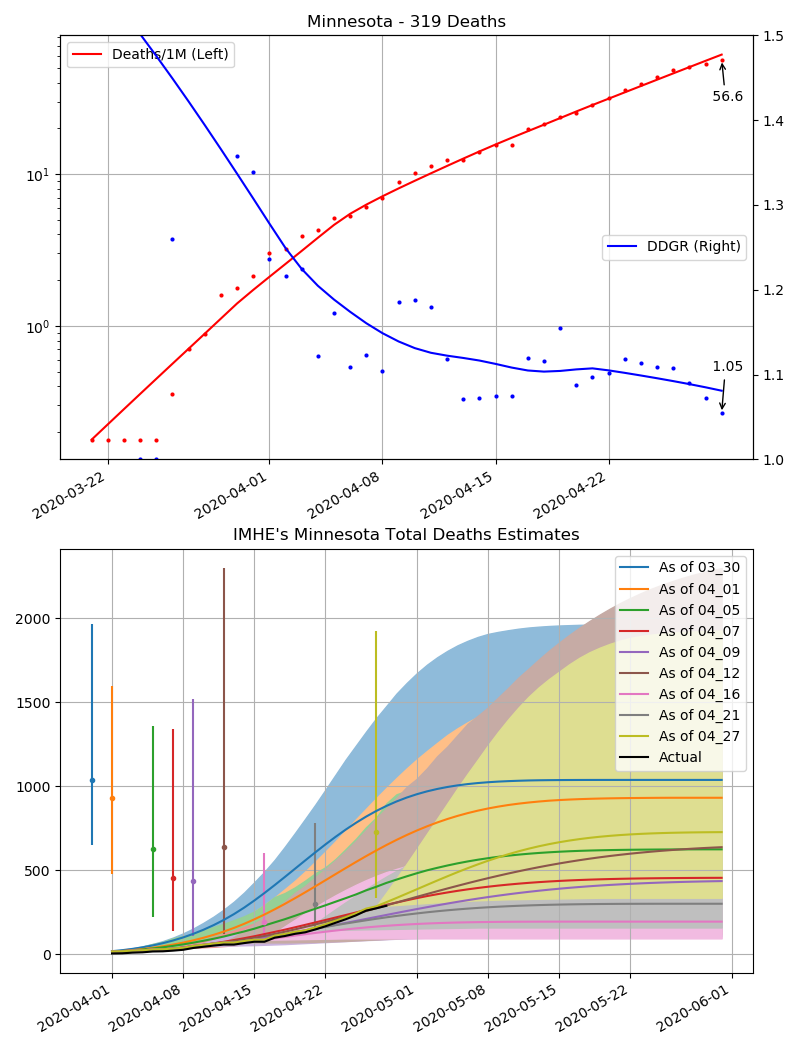 Minnesota - 319 Deaths
Deaths/1M (Left)
DDGR (Right)
56.6
1.05
10¹
10⁰
1.5
1.4
1.3
1.2
1.1
1.0
2020-03-22
2020-04-01
2020-04-08
2020-04-15
2020-04-22
IMHE's Minnesota Total Deaths Estimates
As of 03_30
As of 04_01
As of 04_05
As of 04_07
As of 04_09
As of 04_12
As of 04_16
As of 04_21
As of 04_27
Actual
2000
1500
1000
500
0
2020-04-01
2020-04-08
2020-04-15
2020-04-22
2020-05-01
2020-05-08
2020-05-15
2020-05-22
2020-06-01